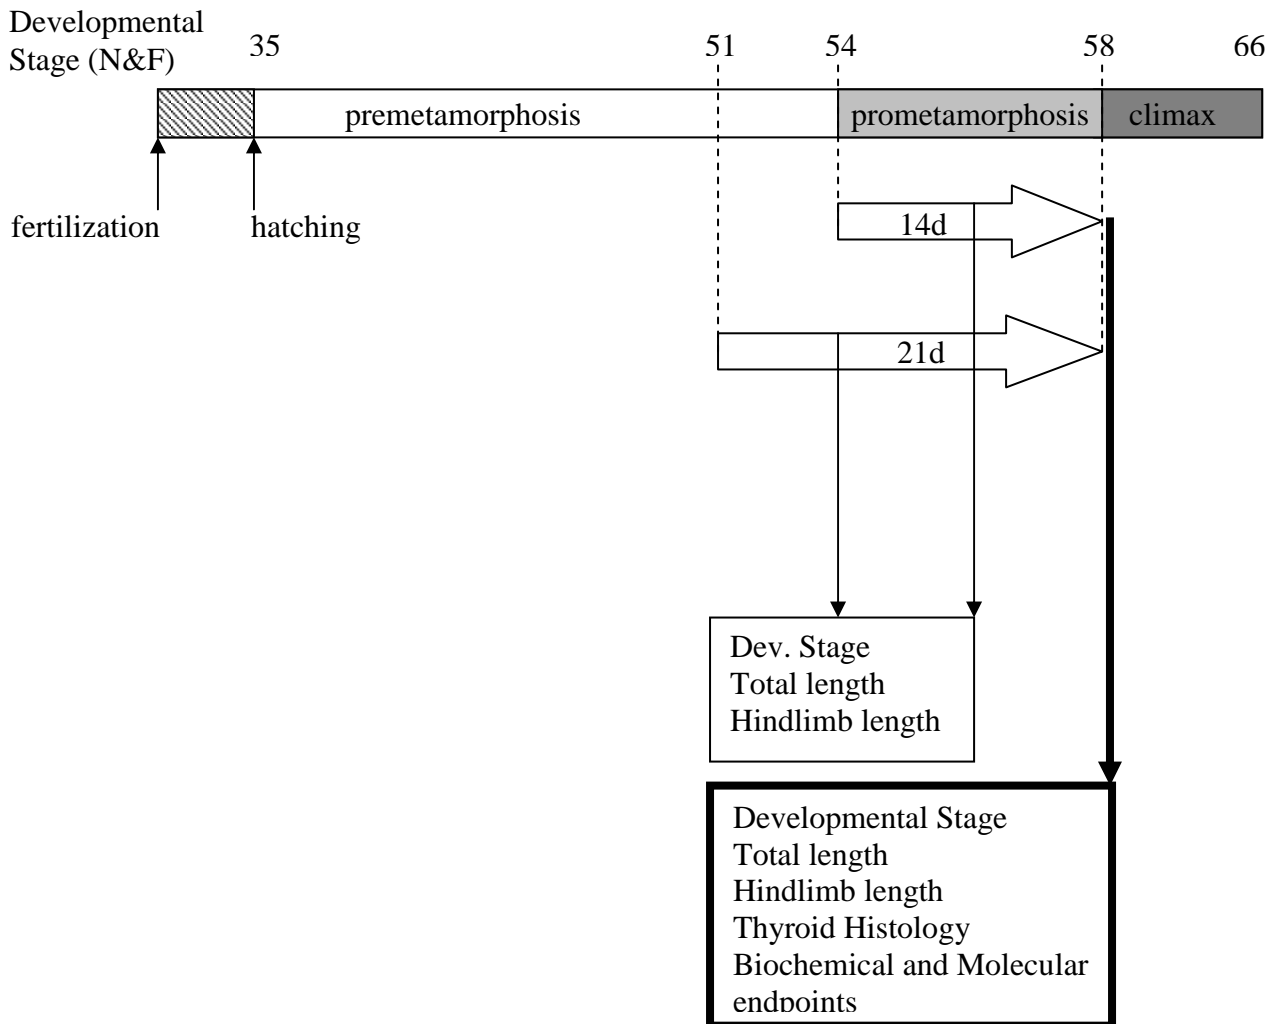 Developmental
Stage (N&F)
35
51
54
58
66
premetamorphosis
prometamorphosis
climax
fertilization
hatching
14d
21d
Dev. Stage
Total length
Hindlimb length
Developmental Stage
Total length
Hindlimb length
Thyroid Histology
Biochemical and Molecular
endpoints